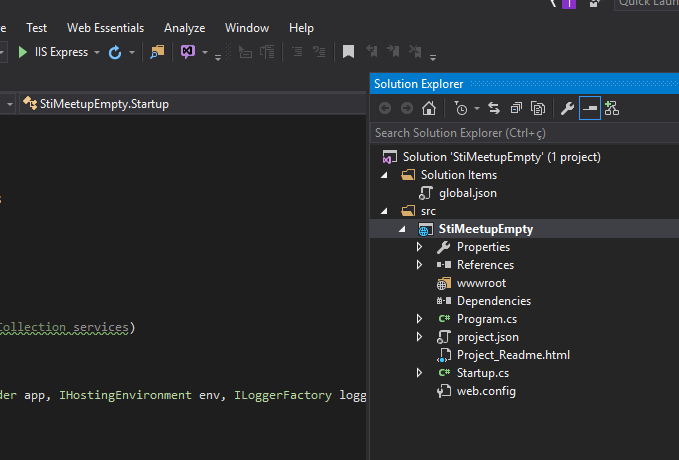 Quick Laun
e Test Web Essentials Analyze Window Help
IIS Express
Solution Explorer
StiMeetupEmpty.Startup
Search Solution Explorer (Ctrl+ç)
Solution 'StiMeetupEmpty' (1 project)
Solution Items
global.json
s
src
StiMeetupEmpty
Properties
References
wwwroot
Dependencies
Program.cs
Collection services)
project.json
Project_Readme.html
Startup.cs
der app, IHostingEnvironment env, ILoggerFactory logg
web.config